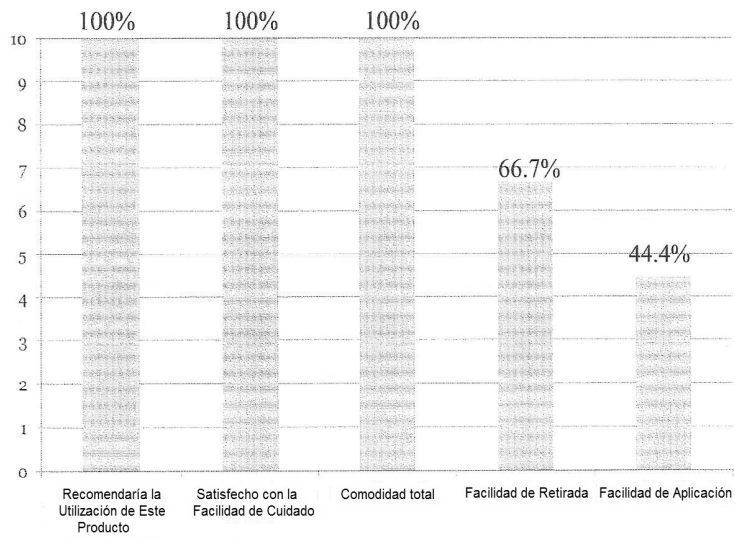 100% 100% 100%
10
9
8
7
66.7%
6
5
44.4%
4
3
2
1
0
Recomendaría la
Utilización de Este
Producto
Satisfecho con la
Facilidad de Cuidado
Comodidad total
Facilidad de Retirada
Facilidad de Aplicación